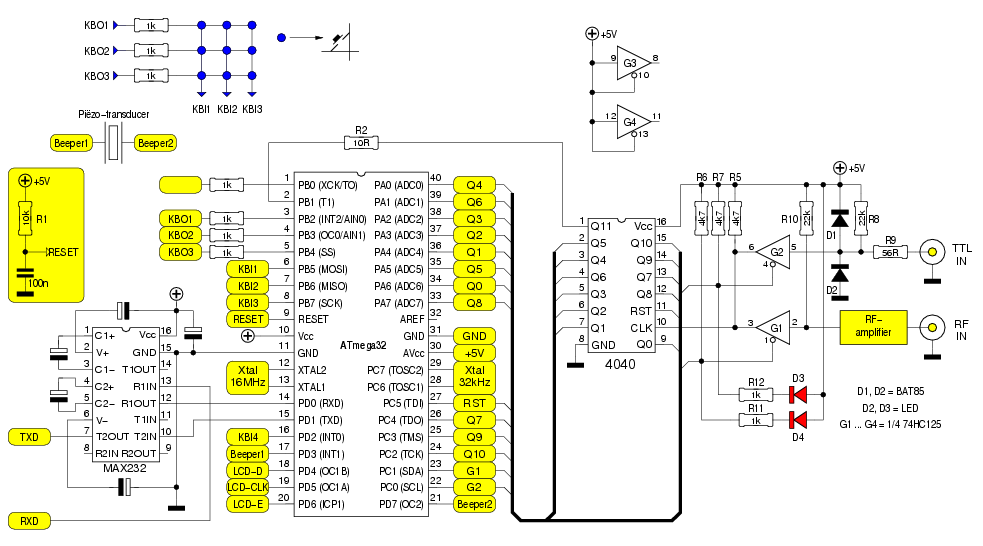 KBO1 1k
KBO2 1k
KBO3 1k
KBI1 KBI2 KBI3
Piëzo-transducer
Beeper1 Beeper2
+5V
R1
10k
RESET
100n
R2
10R
+5V
9 G3 8
10
12 G4 11
13
1k 1 PB0 (XCK/TO) PA0 (ADC0) 40 Q4
2 PB1 (T1) PA1 (ADC1) 39 Q6
KBO1 1k 3 PB2 (INT2/AIN0) PA2 (ADC2) 38 Q3
KBO2 1k 4 PB3 (OC0/AIN1) PA3 (ADC3) 37 Q2
KBO3 1k 5 PB4 (SS) PA4 (ADC4) 36 Q1
KBI1 6 PB5 (MOSI) PA5 (ADC5) 35 Q5
KBI2 7 PB6 (MISO) PA6 (ADC6) 34 Q0
KBI3 8 PB7 (SCK) PA7 (ADC7) 33 Q8
RESET 9 RESET AREF 32
10 Vcc GND 31 GND
ATmega32
11 GND AVcc 30 +5V
Xtal 16MHz 12 XTAL2 PC7 (TOSC2) 29 Xtal 32kHz
13 XTAL1 PC6 (TOSC1) 28
14 PD0 (RXD) PC5 (TDI) 27 RST
15 PD1 (TXD) PC4 (TDO) 26 Q7
KBI4 16 PD2 (INT0) PC3 (TMS) 25 Q9
Beeper1 17 PD3 (INT1) PC2 (TCK) 24 Q10
LCD-D 18 PD4 (OC1B) PC1 (SDA) 23 G1
LCD-CLK 19 PD5 (OC1A) PC0 (SCL) 22 G2
LCD-E 20 PD6 (ICP1) PD7 (OC2) 21 Beeper2
1 C1+ Vcc 16
2 V+ GND 15
3 C1- T1OUT 14
4 C2+ R1IN 13
5 C2- R1OUT 12
6 V- T1IN 11
7 T2OUT T2IN 10
8 R2IN R2OUT 9
MAX232
TXD
RXD
1 Q11 Vcc 16
2 Q5 Q10 15
3 Q4 Q9 14
4 Q6 Q7 13
5 Q3 Q8 12
6 Q2 RST 11
7 Q1 CLK 10
8 GND Q0 9
4040
+5V
R6 R7 R5
4k7 4k7 4k7
R10 22k
D1
R8 22k
6 G2 5
4
R9
56R
D2
TTL
IN
3 G1 2
1
RF-
amplifier
RF
IN
R12 D3
1k
R11
1k
D4
D1, D2 = BAT85
D2, D3 = LED
G1 ... G4 = 1/4 74HC125